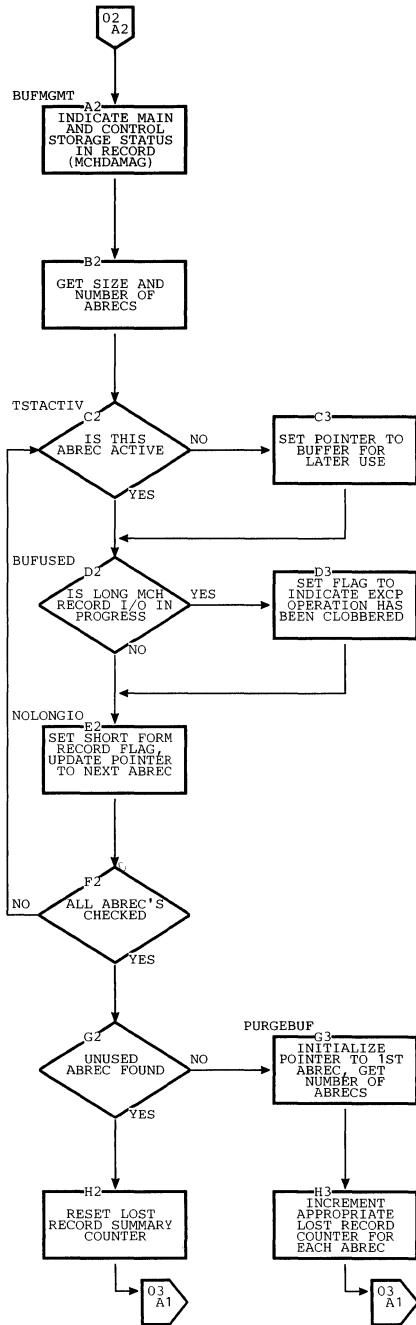 02
A2
BUFMGMT
A2
INDICATE MAIN
AND CONTROL
STORAGE STATUS
IN RECORD
(MCHDAMAG)
B2
GET SIZE AND
NUMBER OF
ABRECS
TSTACTIV
C2
IS THIS
ABREC ACTIVE
NO
YES
C3
SET POINTER TO
BUFFER FOR
LATER USE
BUFUSED
D2
IS LONG MCH
RECORD I/O IN
PROGRESS
YES
NO
D3
SET FLAG TO
INDICATE EXCP
OPERATION HAS
BEEN CLOBBERED
NOLONGIO
E2
SET SHORT FORM
RECORD FLAG,
UPDATE POINTER
TO NEXT ABREC
F2
ALL ABREC'S
CHECKED
NO
YES
G2
UNUSED
ABREC FOUND
NO
YES
PURGEBUF
G3
INITIALIZE
POINTER TO 1ST
ABREC, GET
NUMBER OF
ABRECS
H2
RESET LOST
RECORD SUMMARY
COUNTER
H3
INCREMENT
APPROPRIATE
LOST RECORD
COUNTER FOR
EACH ABREC
03
A1
03
A1